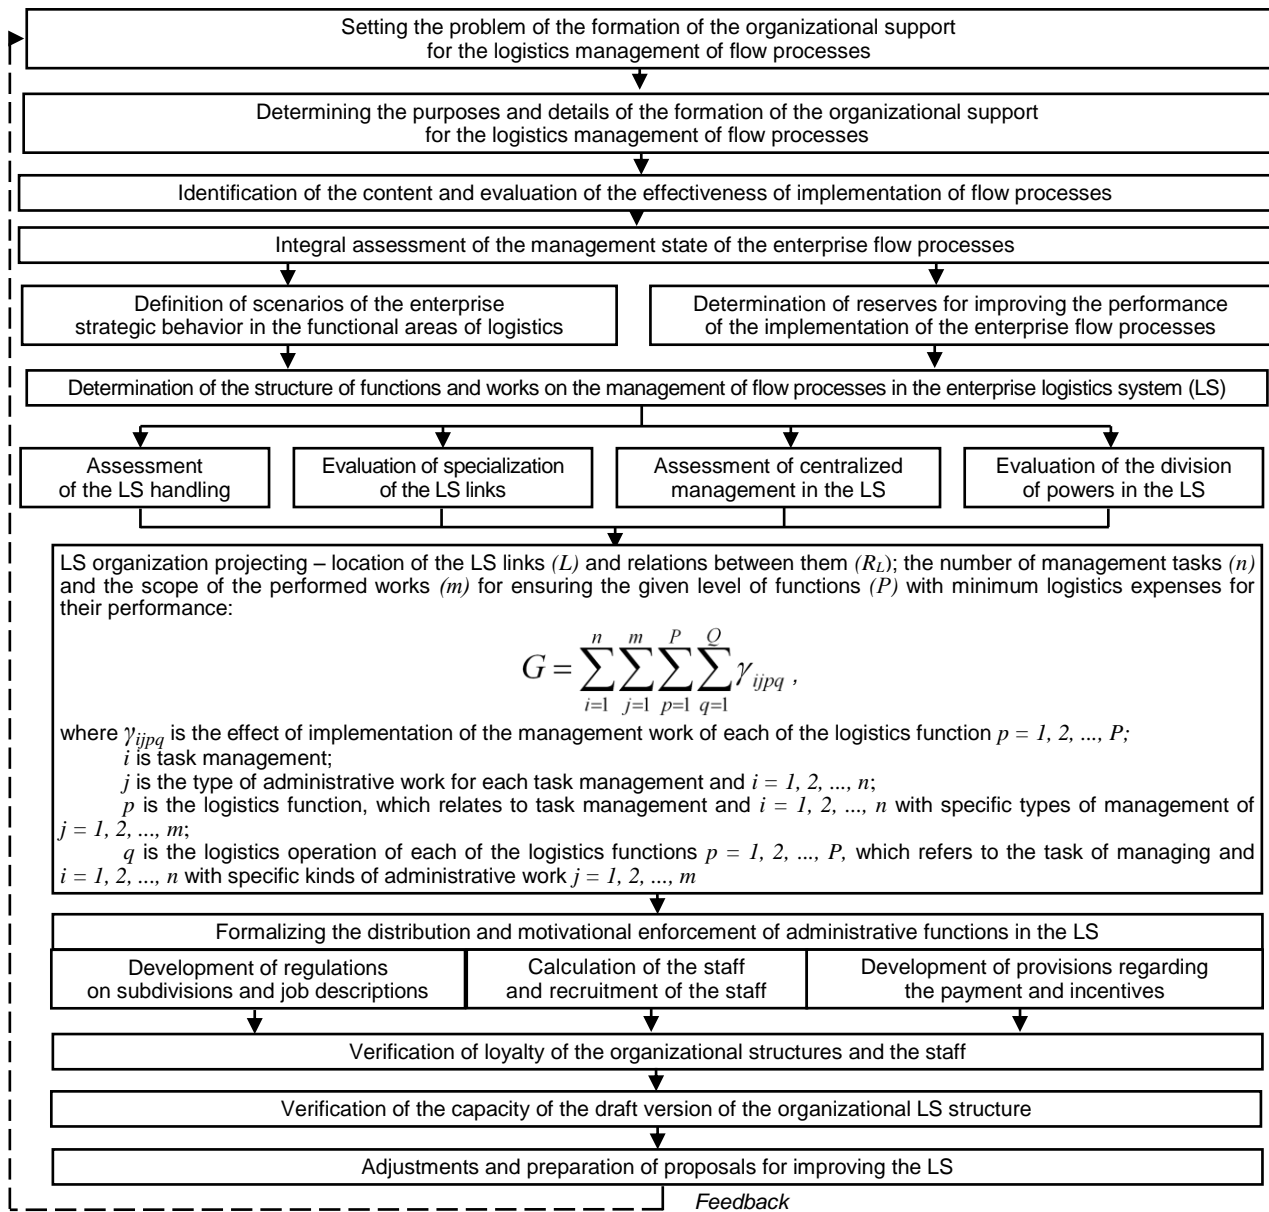 Setting the problem of the formation of the organizational support
for the logistics management of flow processes
Determining the purposes and details of the formation of the organizational support
for the logistics management of flow processes
Identification of the content and evaluation of the effectiveness of implementation of flow processes
Integral assessment of the management state of the enterprise flow processes
Definition of scenarios of the enterprise
strategic behavior in the functional areas of logistics
Determination of reserves for improving the performance
of the implementation of the enterprise flow processes
Determination of the structure of functions and works on the management of flow processes in the enterprise logistics system (LS)
Assessment
of the LS handling
Evaluation of specialization
of the LS links
Assessment of centralized
management in the LS
Evaluation of the division
of powers in the LS
LS organization projecting – location of the LS links (L) and relations between them (R_L); the number of management tasks (n)
and the scope of the performed works (m) for ensuring the given level of functions (P) with minimum logistics expenses for
their performance:
G = \sum_{i=1}^{n} \sum_{j=1}^{m} \sum_{p=1}^{P} \sum_{q=1}^{Q} γ_{ijpq} ,
where γ_{ijpq} is the effect of implementation of the management work of each of the logistics function p = 1, 2, ..., P;
i is task management;
j is the type of administrative work for each task management and i = 1, 2, ..., n;
p is the logistics function, which relates to task management and i = 1, 2, ..., n with specific types of management of
j = 1, 2, ..., m;
q is the logistics operation of each of the logistics functions p = 1, 2, ..., P, which refers to the task of managing and
i = 1, 2, ..., n with specific kinds of administrative work j = 1, 2, ..., m
Formalizing the distribution and motivational enforcement of administrative functions in the LS
Development of regulations
on subdivisions and job descriptions
Calculation of the staff
and recruitment of the staff
Development of provisions regarding
the payment and incentives
Verification of loyalty of the organizational structures and the staff
Verification of the capacity of the draft version of the organizational LS structure
Adjustments and preparation of proposals for improving the LS
Feedback